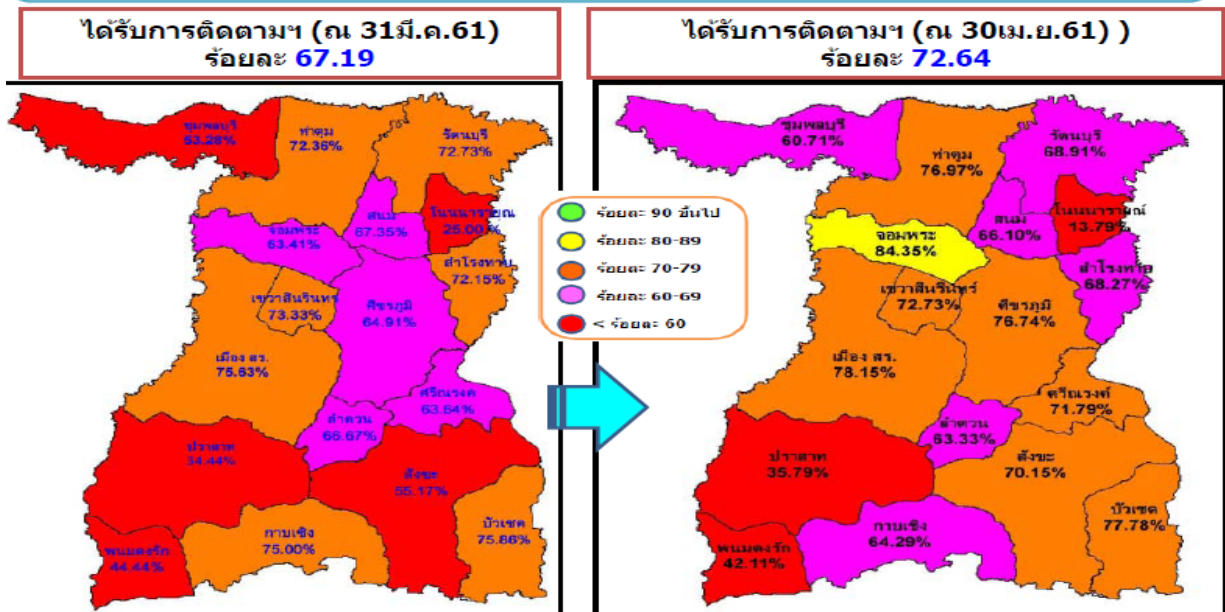 ได้รับการติดตามฯ (ณ 31มี.ค.61)
ร้อยละ 67.19
ชุมพลบุรี
53.28%
ท่าตูม
72.36%
รัตนบุรี
72.73%
สนม
67.35%
โนนนารายณ์
25.00%
จอมพระ
63.41%
สำโรงทาบ
72.15%
เขวาสินรินทร์
73.33%
ศีขรภูมิ
64.91%
เมือง สร.
75.63%
ศรีณรงค์
63.64%
ลำดวน
66.67%
ปราสาท
34.44%
สังขะ
55.17%
บัวเชด
75.86%
กาบเชิง
75.00%
พนมดงรัก
44.44%
ร้อยละ 90 ขึ้นไป
ร้อยละ 80-89
ร้อยละ 70-79
ร้อยละ 60-69
< ร้อยละ 60
ได้รับการติดตามฯ (ณ 30เม.ย.61) )
ร้อยละ 72.64
ชุมพลบุรี
60.71%
ท่าตูม
76.97%
รัตนบุรี
68.91%
สนม
66.10%
โนนนารายณ์
13.79%
จอมพระ
84.35%
สำโรงทาบ
68.27%
เขวาสินรินทร์
72.73%
ศีขรภูมิ
76.74%
เมือง สร.
78.15%
ศรีณรงค์
71.79%
ลำดวน
63.33%
ปราสาท
35.79%
สังขะ
70.15%
บัวเชด
77.78%
กาบเชิง
64.29%
พนมดงรัก
42.11%